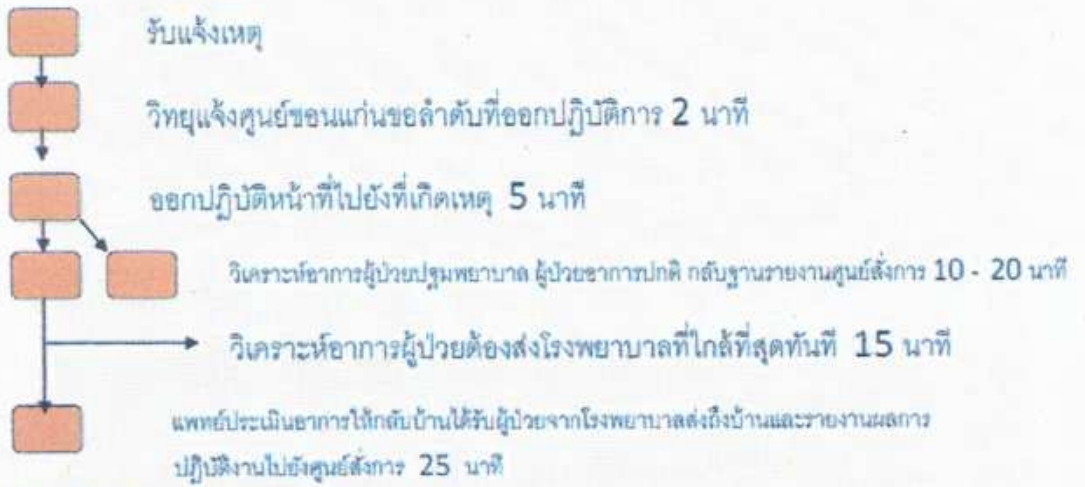 รับแจ้งเหตุ
วิทยุแจ้งศูนย์ขอนแก่นขอลำดับที่ออกปฏิบัติการ 2 นาที
ออกปฏิบัติหน้าที่ไปยังที่เกิดเหตุ 5 นาที
วิเคราะห์อาการผู้ป่วยปฐมพยาบาล ผู้ป่วยอาการปกติ กลับฐานรายงานศูนย์สั่งการ 10 - 20 นาที
วิเคราะห์อาการผู้ป่วยต้องส่งโรงพยาบาลที่ใกล้ที่สุดทันที 15 นาที
แพทย์ประเมินอาการให้กลับบ้านได้รับผู้ป่วยจากโรงพยาบาลส่งถึงบ้านและรายงานผลการ
ปฏิบัติงานไปยังศูนย์สั่งการ 25 นาที